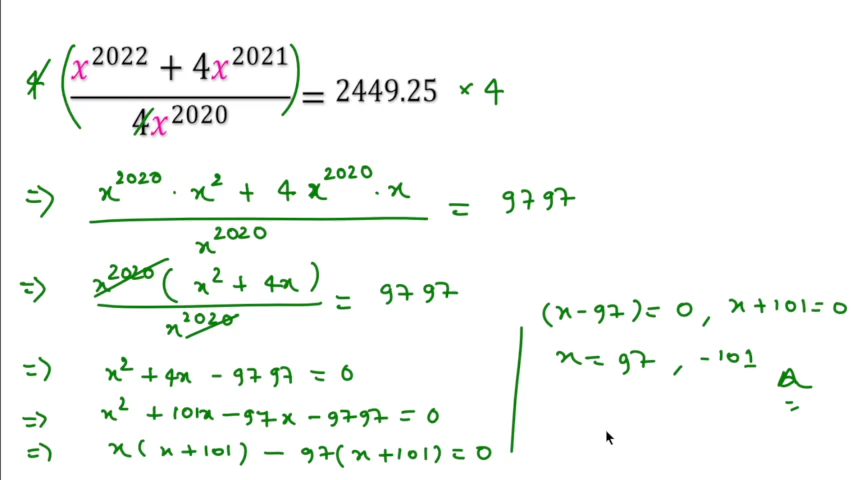 4 ( (x^2022 + 4x^2021) / 4x^2020 ) = 2449.25 × 4
=> (x^2020 · x^2 + 4 x^2020 · x) / x^2020 = 9797
=> x^2020 ( x^2 + 4x ) / x^2020 = 9797
=> x^2 + 4x - 9797 = 0
=> x^2 + 101x - 97x - 9797 = 0
=> x( x + 101 ) - 97( x + 101 ) = 0
(x - 97) = 0 , x + 101 = 0
x = 97 , -101